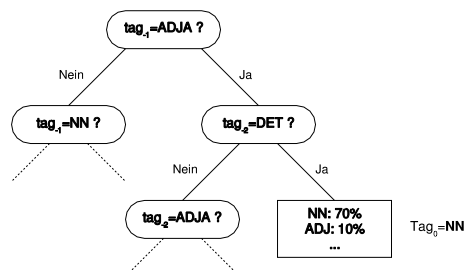 tag-1=ADJA ?
Nein
Ja
tag-1=NN ?
tag-2=DET ?
Nein
Ja
tag-2=ADJA ?
NN: 70%
ADJ: 10%
...
Tag0=NN